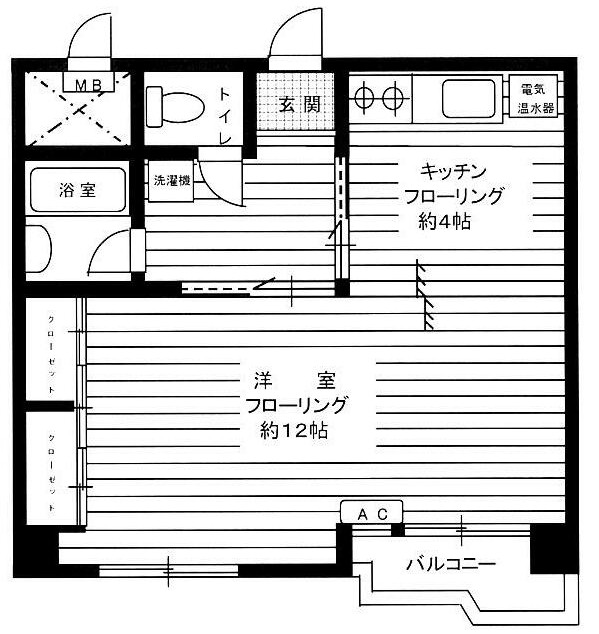 MB
トイレ
玄関
電気
温水器
洗濯機
浴室
キッチン
フローリング
約4帖
クローゼット
洋室
フローリング
約12帖
クローゼット
AC
バルコニー